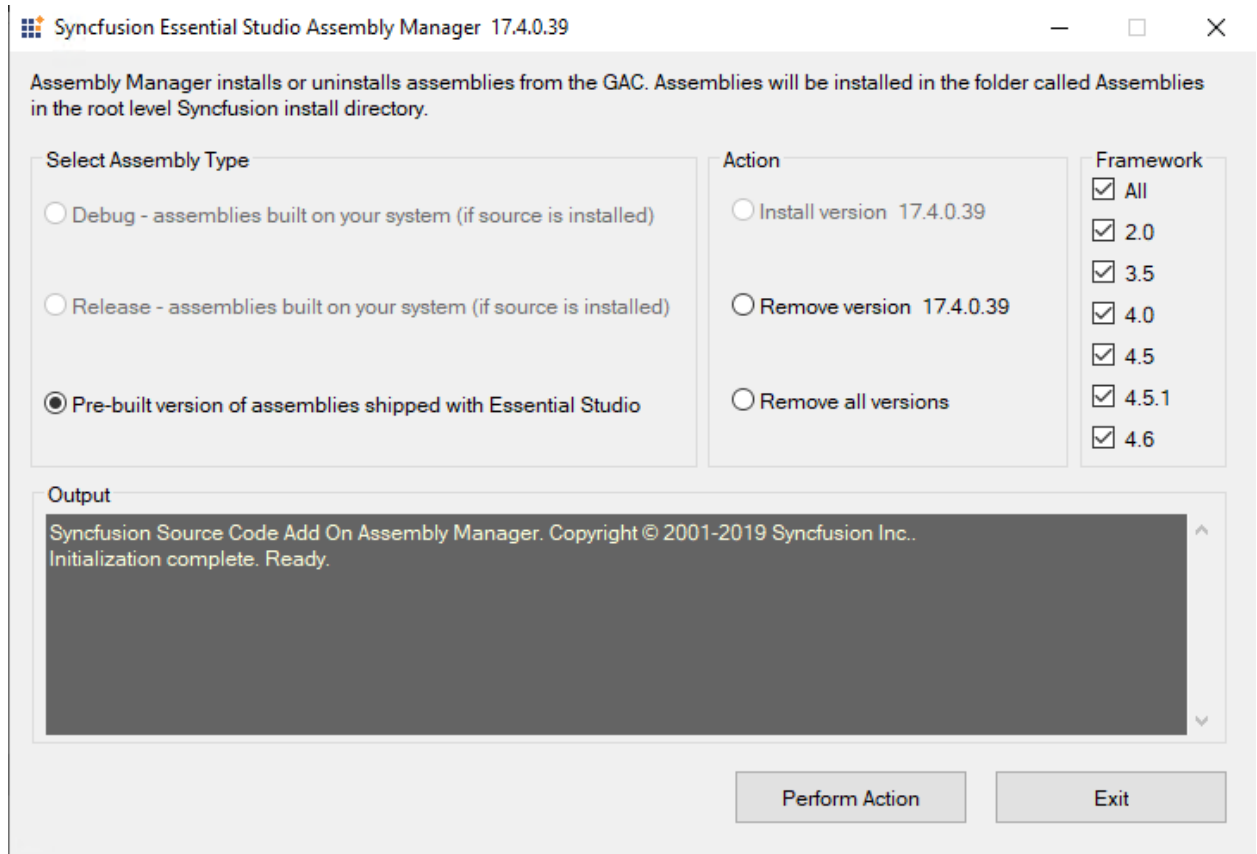 Syncfusion Essential Studio Assembly Manager 17.4.0.39
Assembly Manager installs or uninstalls assemblies from the GAC. Assemblies will be installed in the folder called Assemblies
in the root level Syncfusion install directory.
Select Assembly Type
Debug - assemblies built on your system (if source is installed)
Release - assemblies built on your system (if source is installed)
Pre-built version of assemblies shipped with Essential Studio
Action
Install version 17.4.0.39
Remove version 17.4.0.39
Remove all versions
Framework
All
2.0
3.5
4.0
4.5
4.5.1
4.6
Output
Syncfusion Source Code Add On Assembly Manager. Copyright © 2001-2019 Syncfusion Inc..
Initialization complete. Ready.
Perform Action
Exit